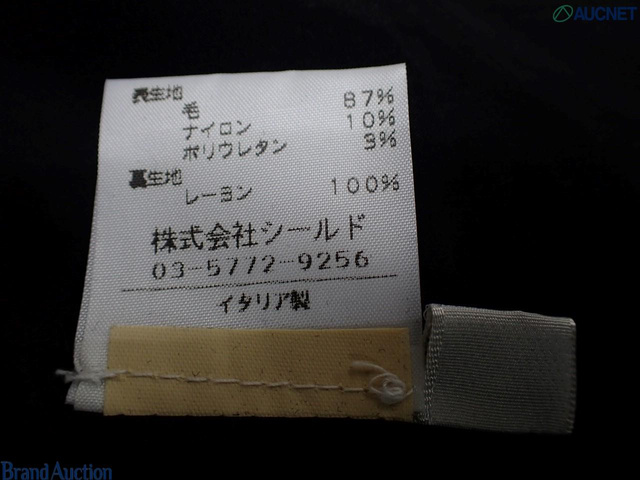 AUCNET
表生地
毛 87%
ナイロン 10%
ポリウレタン 3%
裏生地
レーヨン 100%
株式会社シールド
03-5772-9256
イタリア製
Brand Auction